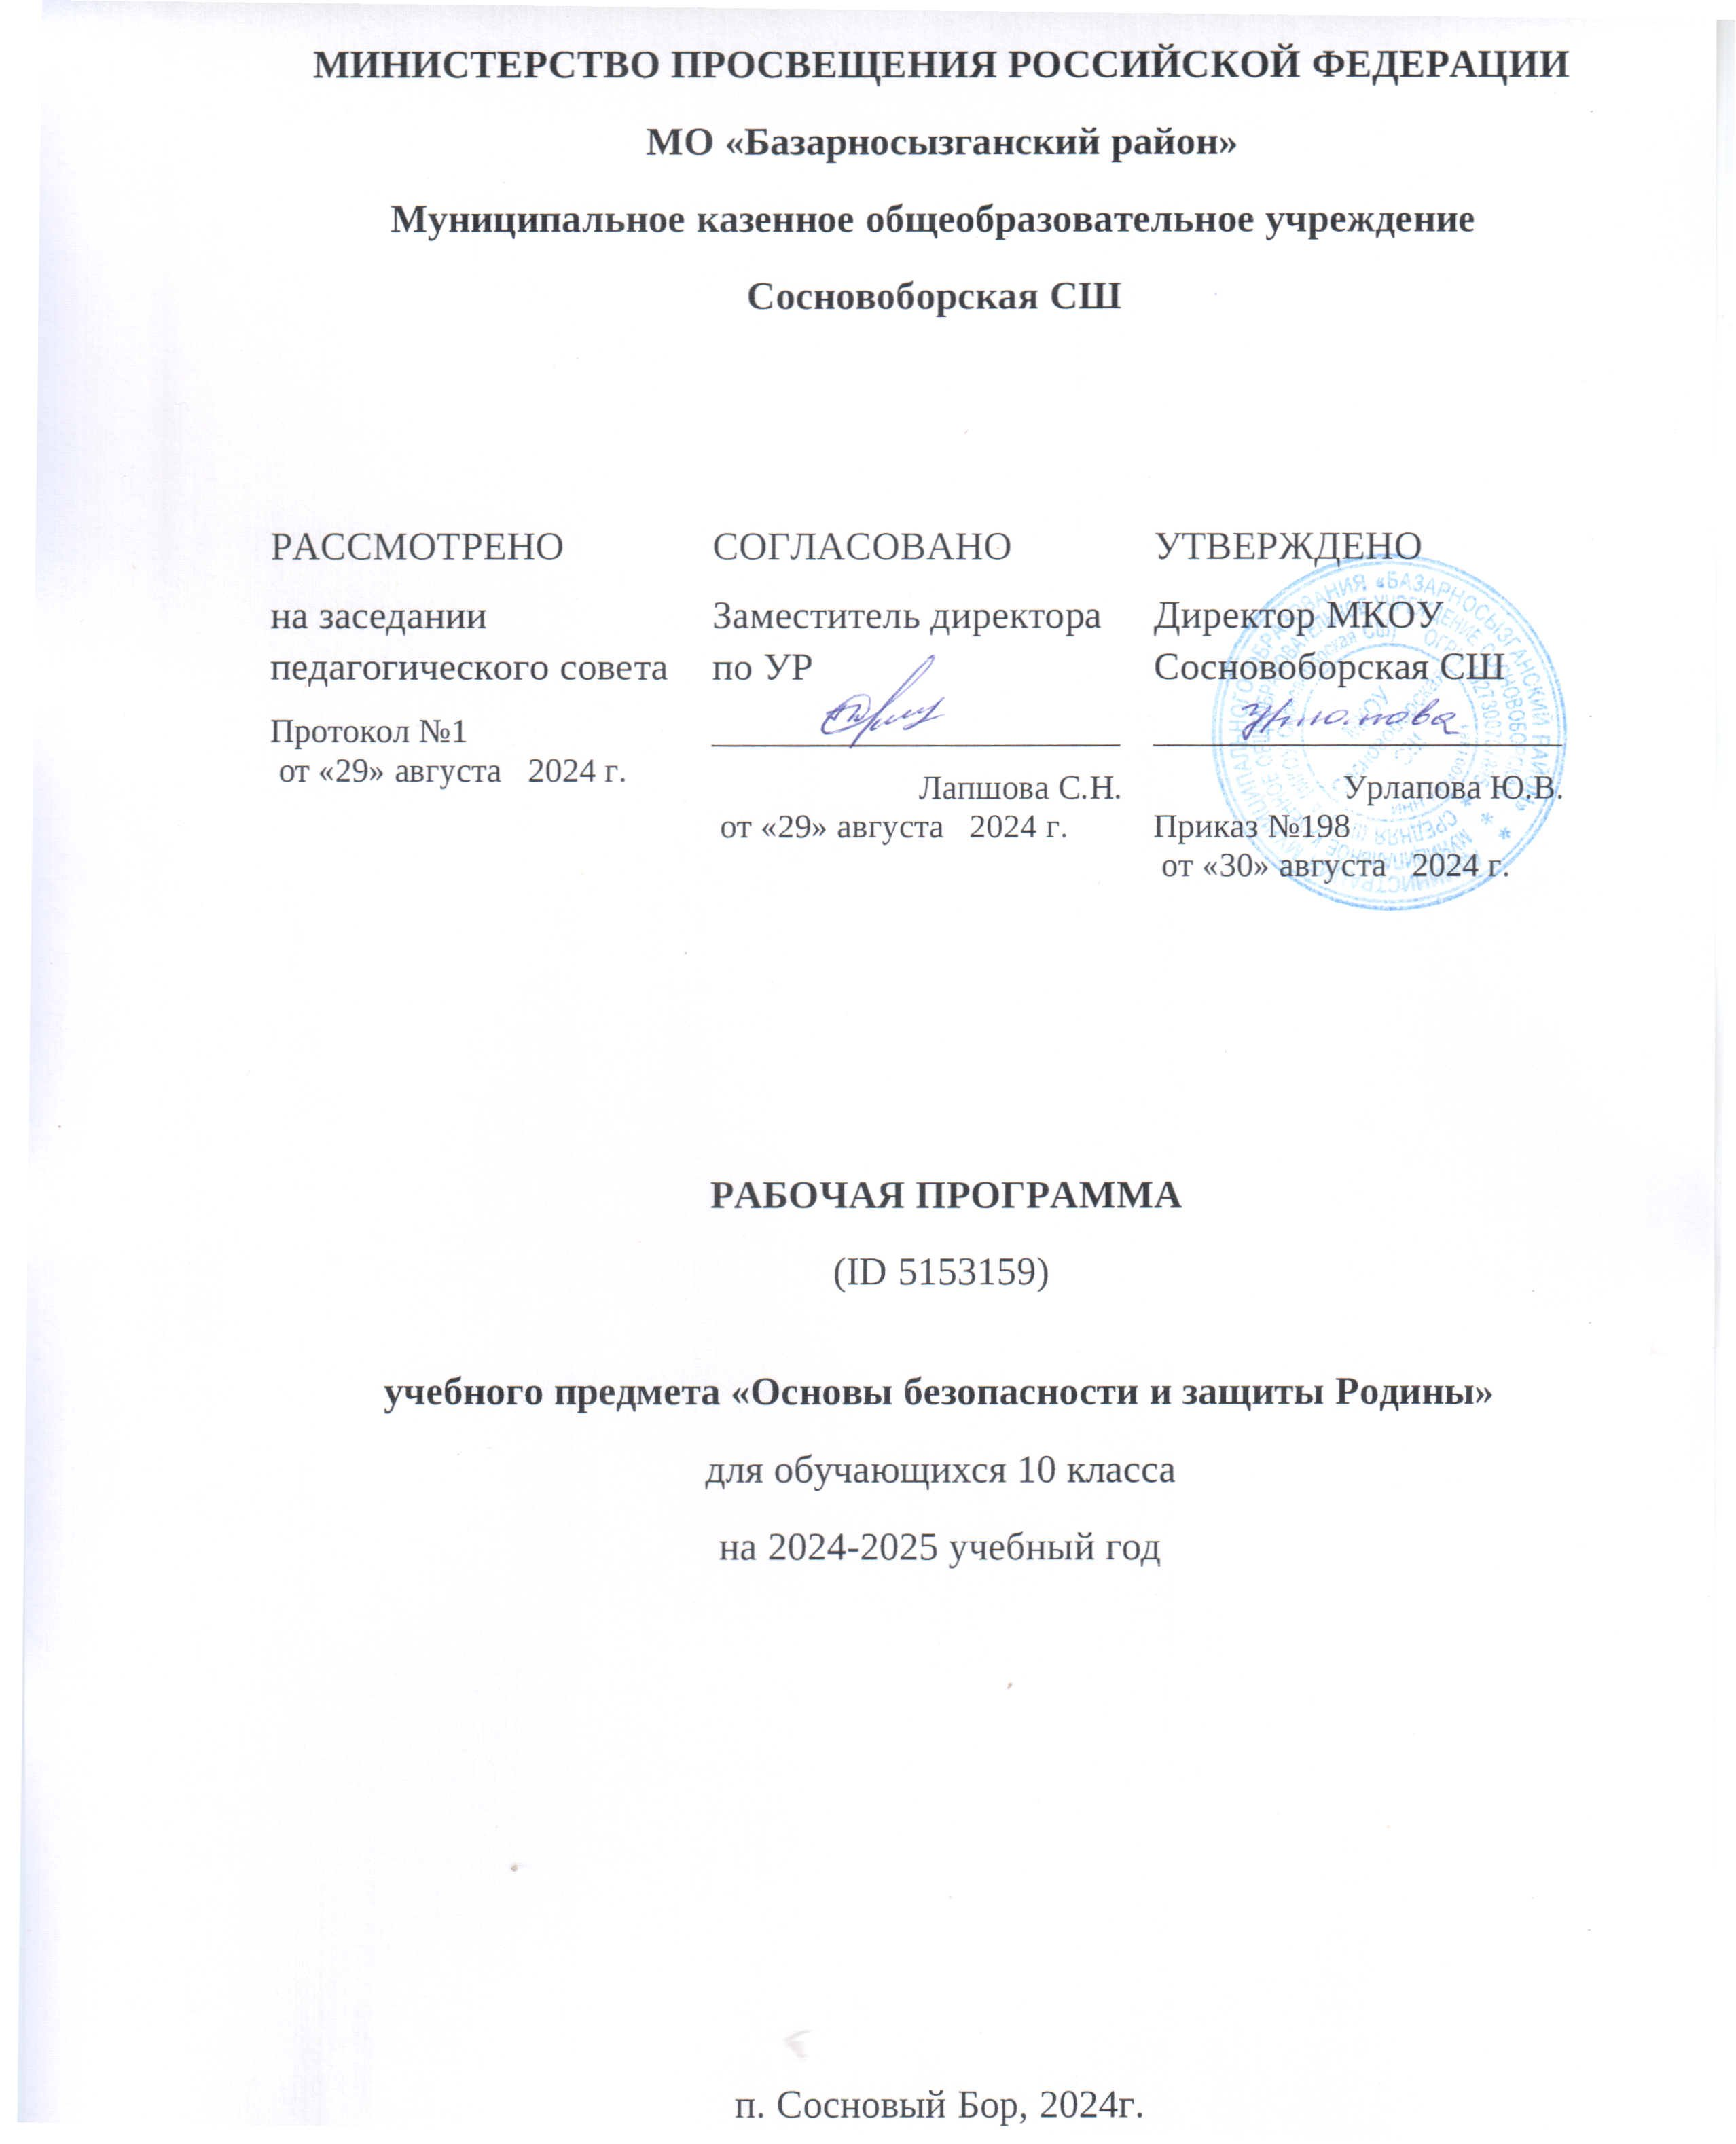 МИНИСТЕРСТВО ПРОСВЕЩЕНИЯ РОССИЙСКОЙ ФЕДЕРАЦИИ
МО «Базарносызганский район»
Муниципальное казенное общеобразовательное учреждение
Сосновоборская СШ
РАССМОТРЕНО
на заседании
педагогического совета
Протокол №1
от «29» августа 2024 г.
СОГЛАСОВАНО
Заместитель директора
по УР
Лапшова С.Н.
от «29» августа 2024 г.
УТВЕРЖДЕНО
Директор МКОУ
Сосновоборская СШ
Урлапова Ю.В.
Приказ №198
от «30» августа 2024 г.
РАБОЧАЯ ПРОГРАММА
(ID 5153159)
учебного предмета «Основы безопасности и защиты Родины»
для обучающихся 10 класса
на 2024-2025 учебный год
п. Сосновый Бор, 2024г.